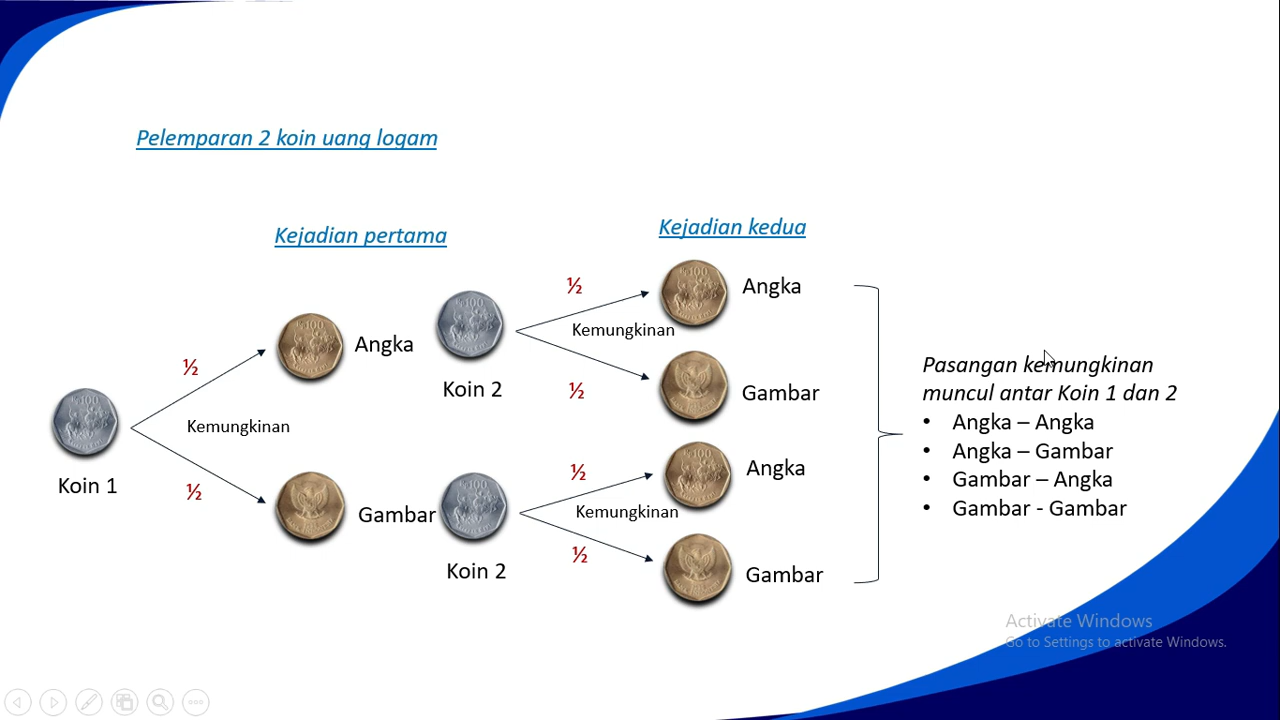 Pelemparan 2 koin uang logam
Kejadian pertama
Kejadian kedua
½
Kemungkinan
½
Koin 1
Angka
Gambar
Koin 2
½
Kemungkinan
½
Angka
Gambar
Koin 2
½
Kemungkinan
½
Angka
Gambar
Pasangan kemungkinan
muncul antar Koin 1 dan 2
• Angka – Angka
• Angka – Gambar
• Gambar – Angka
• Gambar - Gambar
Activate Windows
Go to Settings to activate Windows.